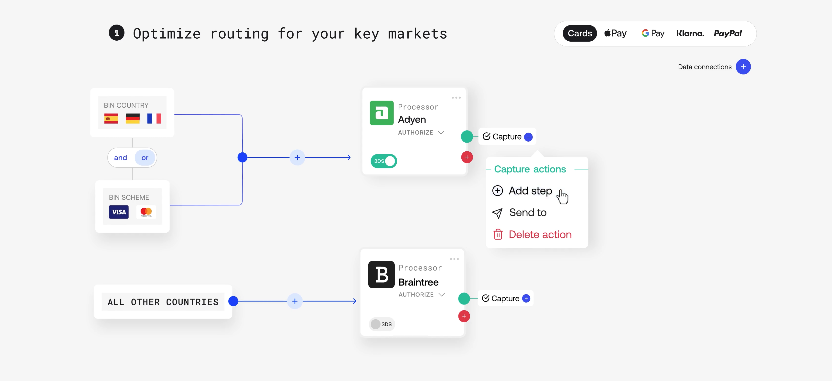 1 Optimize routing for your key markets
Cards Pay G Pay Klarna. PayPal
Data connections
BIN COUNTRY
and or
BIN SCHEME
VISA
Processor
Adyen
AUTHORIZE
3DS
Capture
Capture actions
Add step
Send to
Delete action
ALL OTHER COUNTRIES
B
Processor
Braintree
AUTHORIZE
3DS
Capture